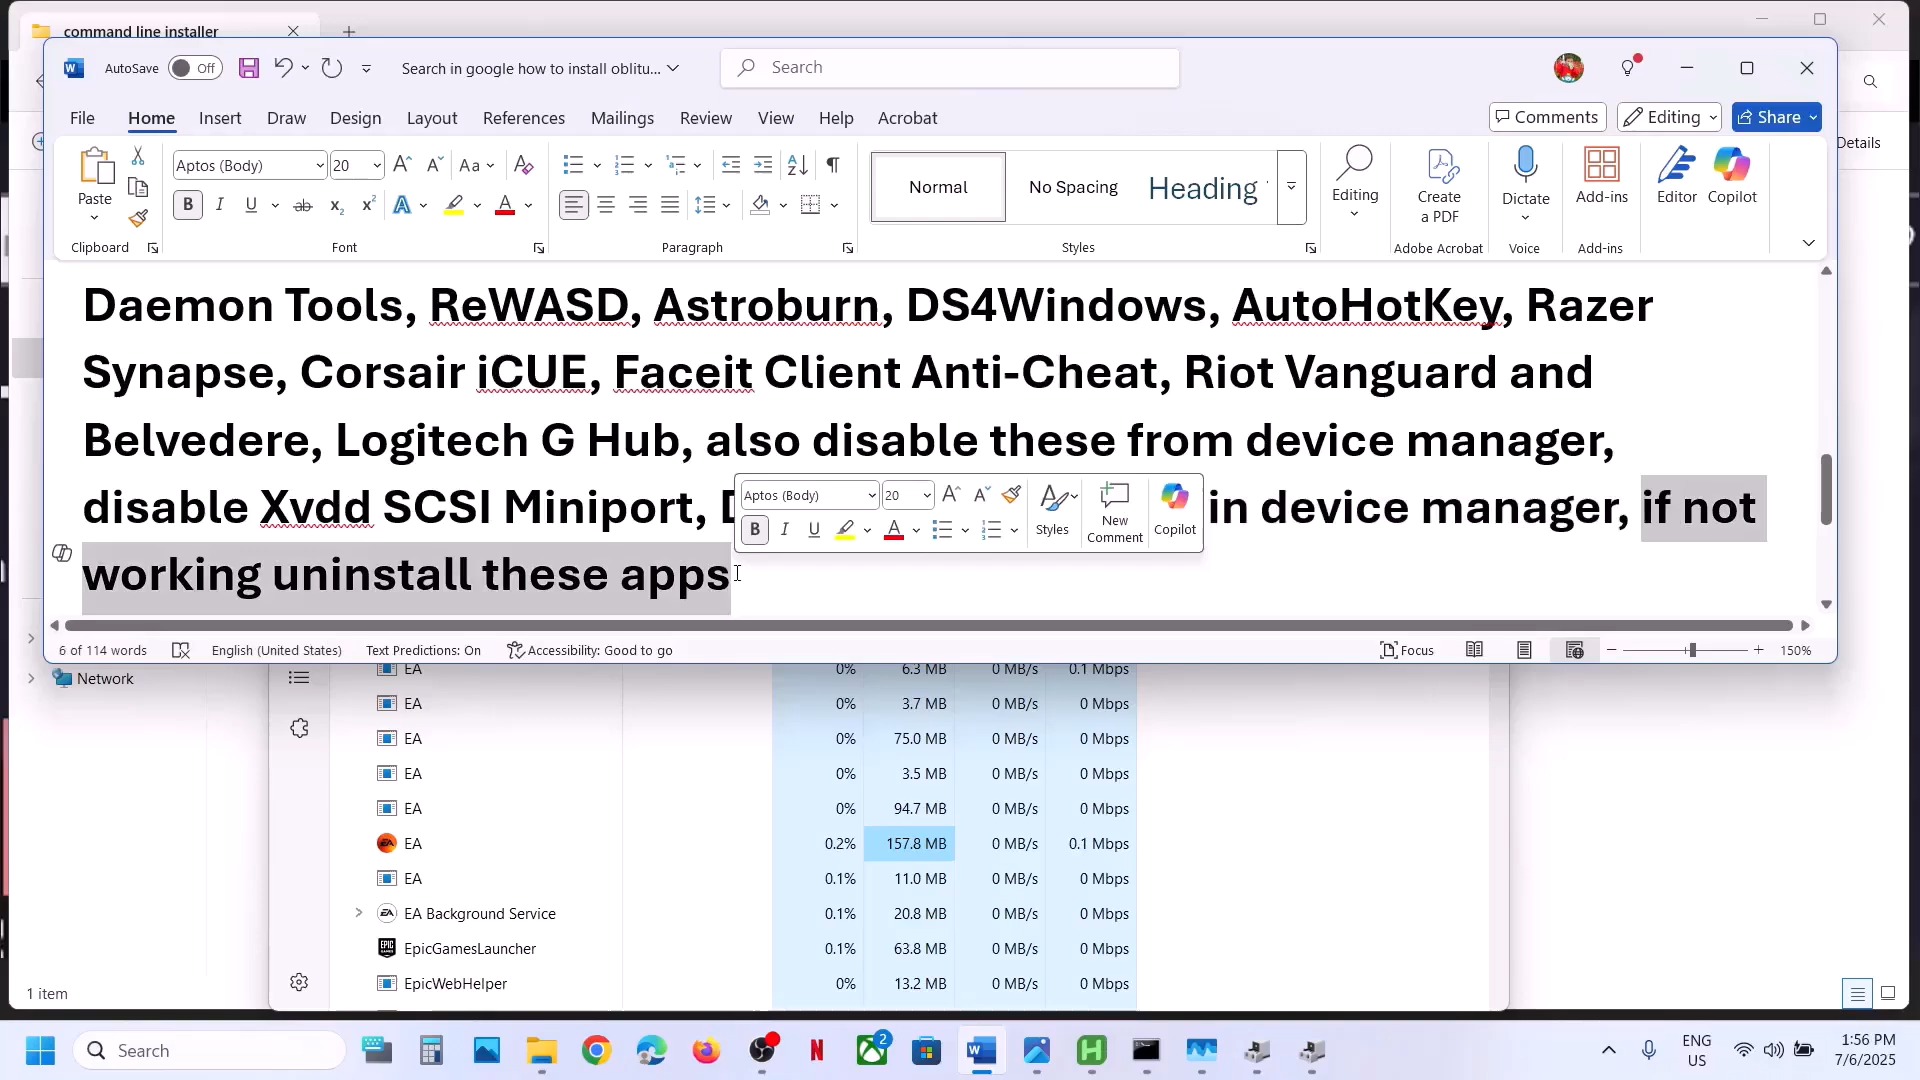 command line installer
AutoSave Off Search in google how to install oblitu... Search
File Home Insert Draw Design Layout References Mailings Review View Help Acrobat Comments Editing Share
Details
Paste Aptos (Body) 20 Aa Normal No Spacing Heading Editing Create a PDF Dictate Add-ins Editor Copilot
Clipboard Font Paragraph Styles Adobe Acrobat Voice Add-ins
Daemon Tools, ReWASD, Astroburn, DS4Windows, AutoHotKey, Razer
Synapse, Corsair iCUE, Faceit Client Anti-Cheat, Riot Vanguard and
Belvedere, Logitech G Hub, also disable these from device manager,
disable Xvdd SCSI Miniport, in device manager, if not
working uninstall these apps
Aptos (Body) 20 Styles New Comment Copilot
6 of 114 words English (United States) Text Predictions: On Accessibility: Good to go Focus 150%
Network
EA 0% 6.3 MB 0 MB/s 0.1 Mbps
EA 0% 3.7 MB 0 MB/s 0 Mbps
EA 0% 75.0 MB 0 MB/s 0 Mbps
EA 0% 3.5 MB 0 MB/s 0 Mbps
EA 0% 94.7 MB 0 MB/s 0 Mbps
EA 0.2% 157.8 MB 0 MB/s 0.1 Mbps
EA 0.1% 11.0 MB 0 MB/s 0 Mbps
EA Background Service 0.1% 20.8 MB 0 MB/s 0 Mbps
EpicGamesLauncher 0.1% 63.8 MB 0 MB/s 0 Mbps
EpicWebHelper 0% 13.2 MB 0 MB/s 0 Mbps
1 item
Search 2 ENG US 1:56 PM 7/6/2025